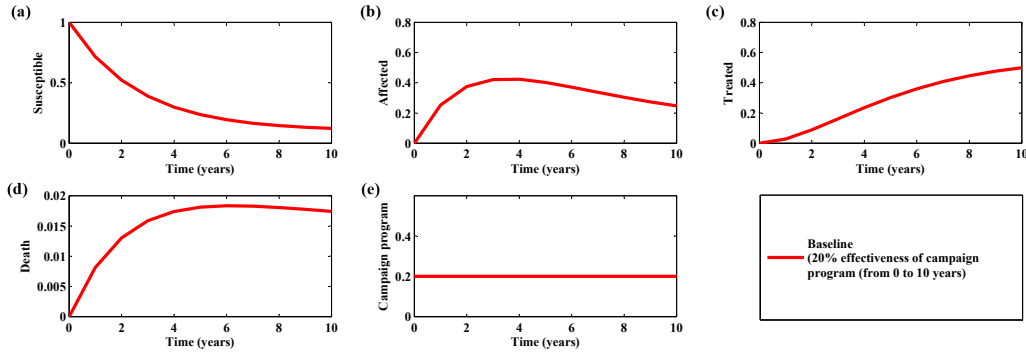 (a)
1
0.5
0
Susceptible
0 2 4 6 8 10
Time (years)
(b)
0.8
0.6
0.4
0.2
0
Affected
0 2 4 6 8 10
Time (years)
(c)
0.8
0.6
0.4
0.2
0
Treated
0 2 4 6 8 10
Time (years)
(d)
0.02
0.015
0.01
0.005
0
Death
0 2 4 6 8 10
Time (years)
(e)
0.4
0.2
0
Campaign program
0 2 4 6 8 10
Time (years)
Baseline
(20% effectiveness of campaign
program (from 0 to 10 years)